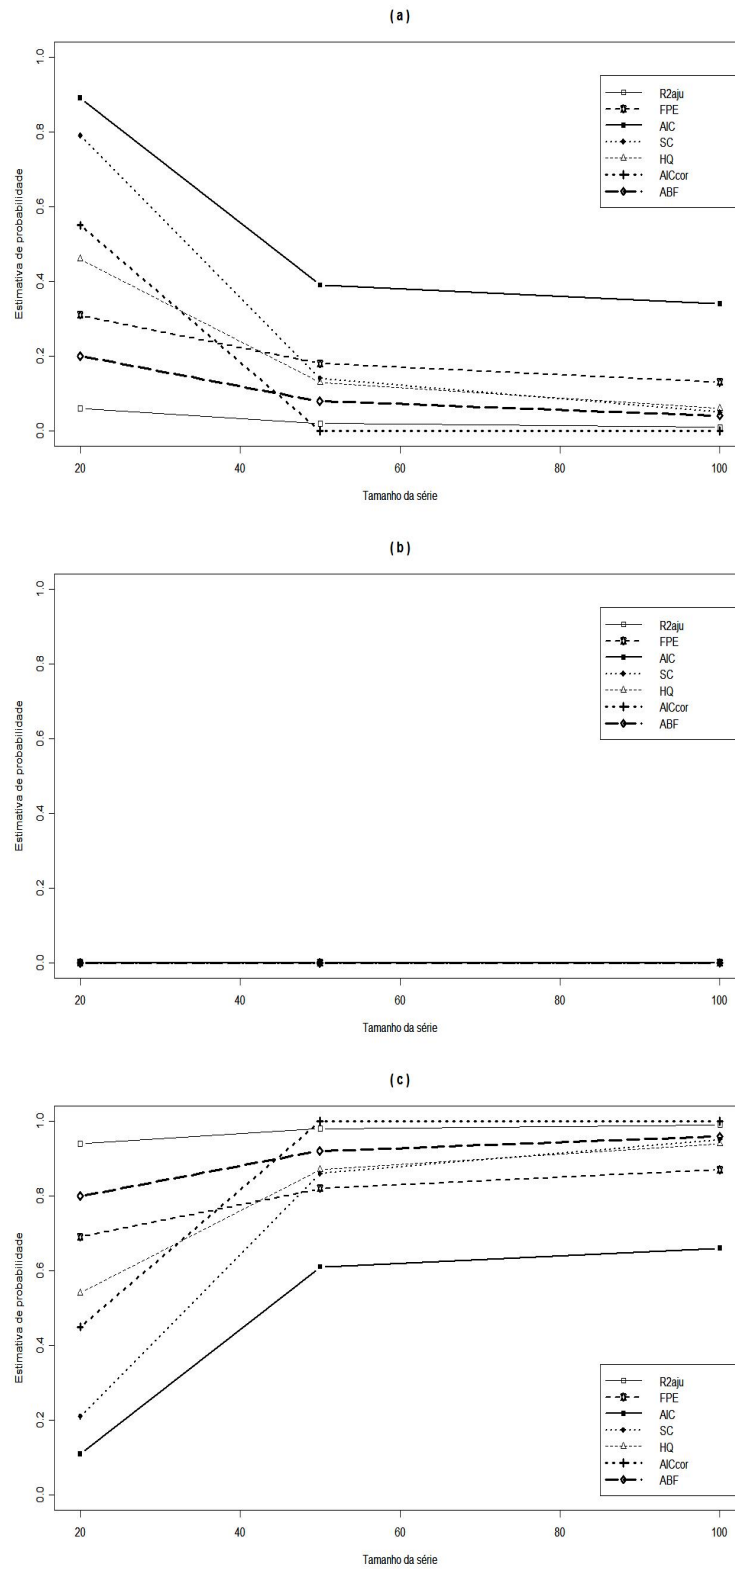 (a)
Estimativa de probabilidade
1.0
0.8
0.6
0.4
0.2
0.0
R2aju
FPE
AIC
SC
HQ
AICcor
ABF
20 40 60 80 100
Tamanho da série
(b)
Estimativa de probabilidade
1.0
0.8
0.6
0.4
0.2
0.0
R2aju
FPE
AIC
SC
HQ
AICcor
ABF
20 40 60 80 100
Tamanho da série
(c)
Estimativa de probabilidade
1.0
0.8
0.6
0.4
0.2
0.0
R2aju
FPE
AIC
SC
HQ
AICcor
ABF
20 40 60 80 100
Tamanho da série